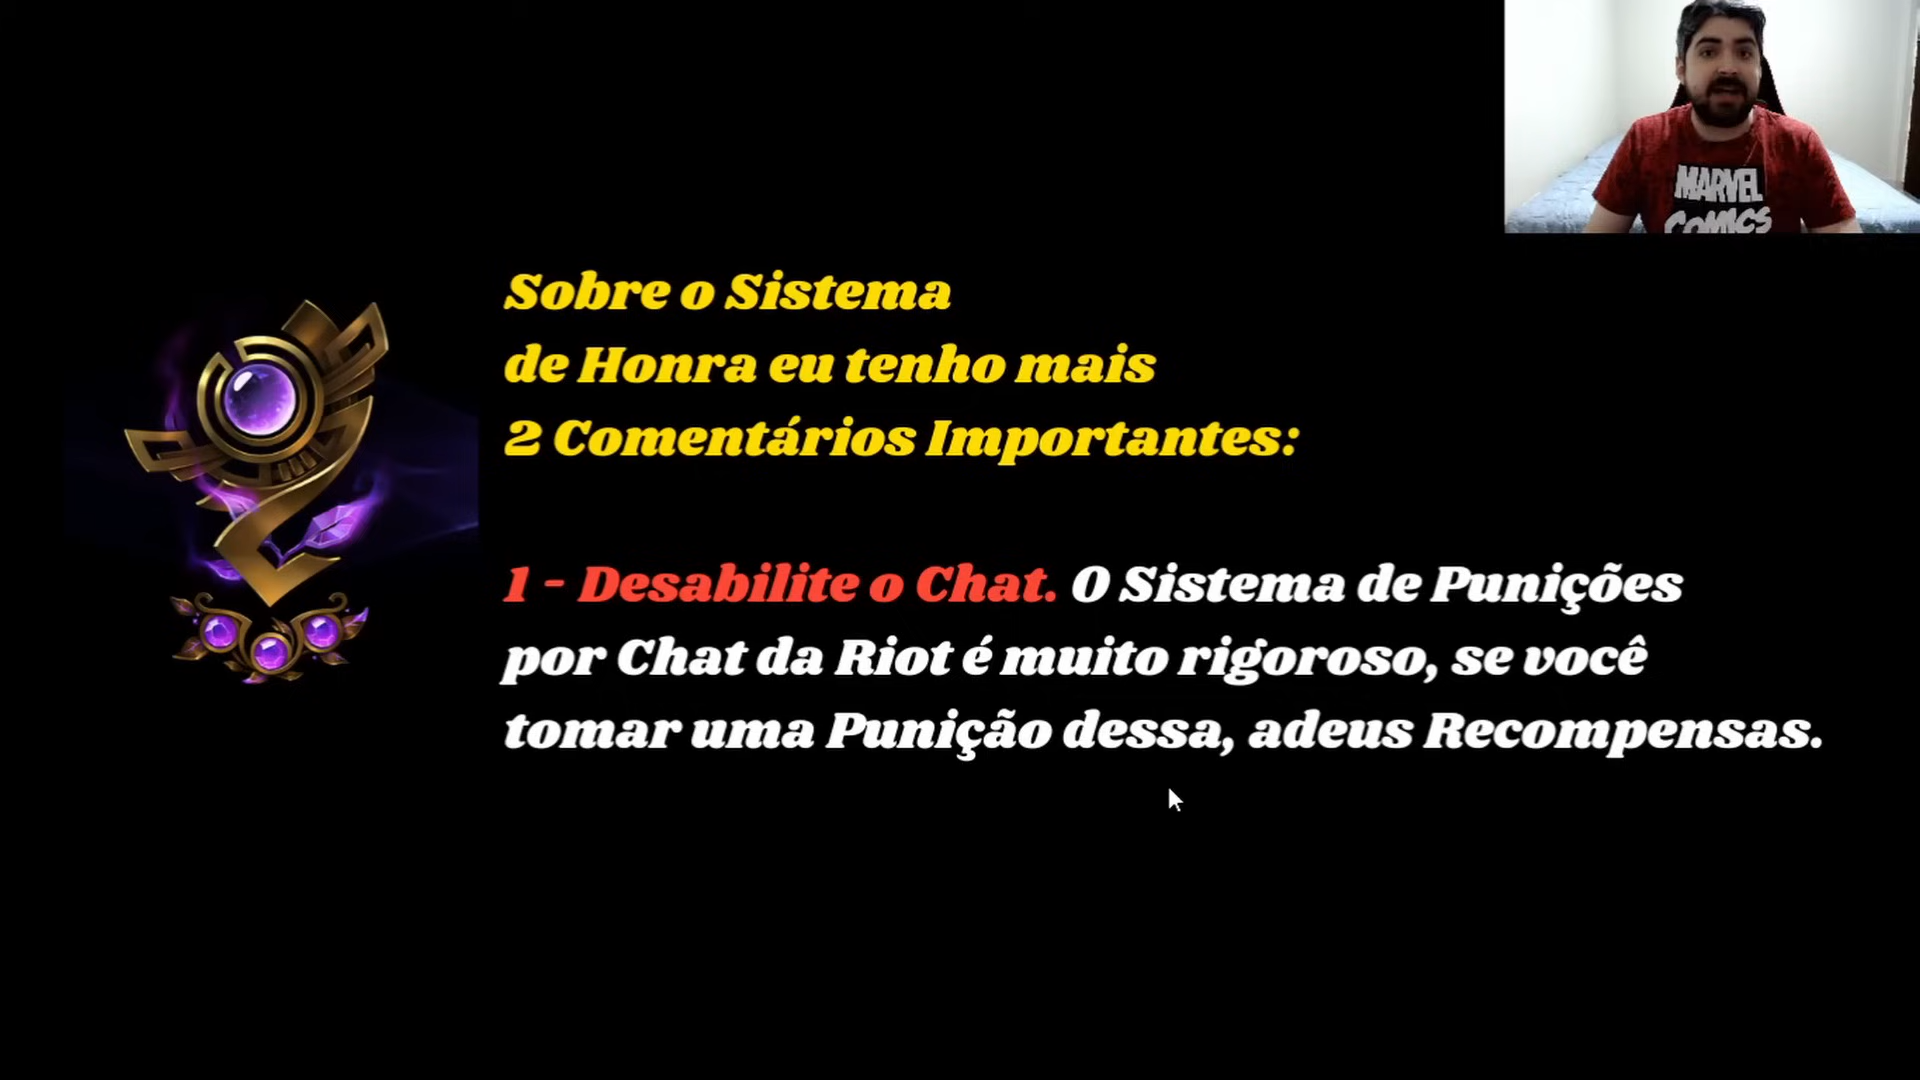 MARVEL
COMICS
Sobre o Sistema
de Honra eu tenho mais
2 Comentários Importantes:
1 - Desabilite o Chat. O Sistema de Punições
por Chat da Riot é muito rigoroso, se você
tomar uma Punição dessa, adeus Recompensas.